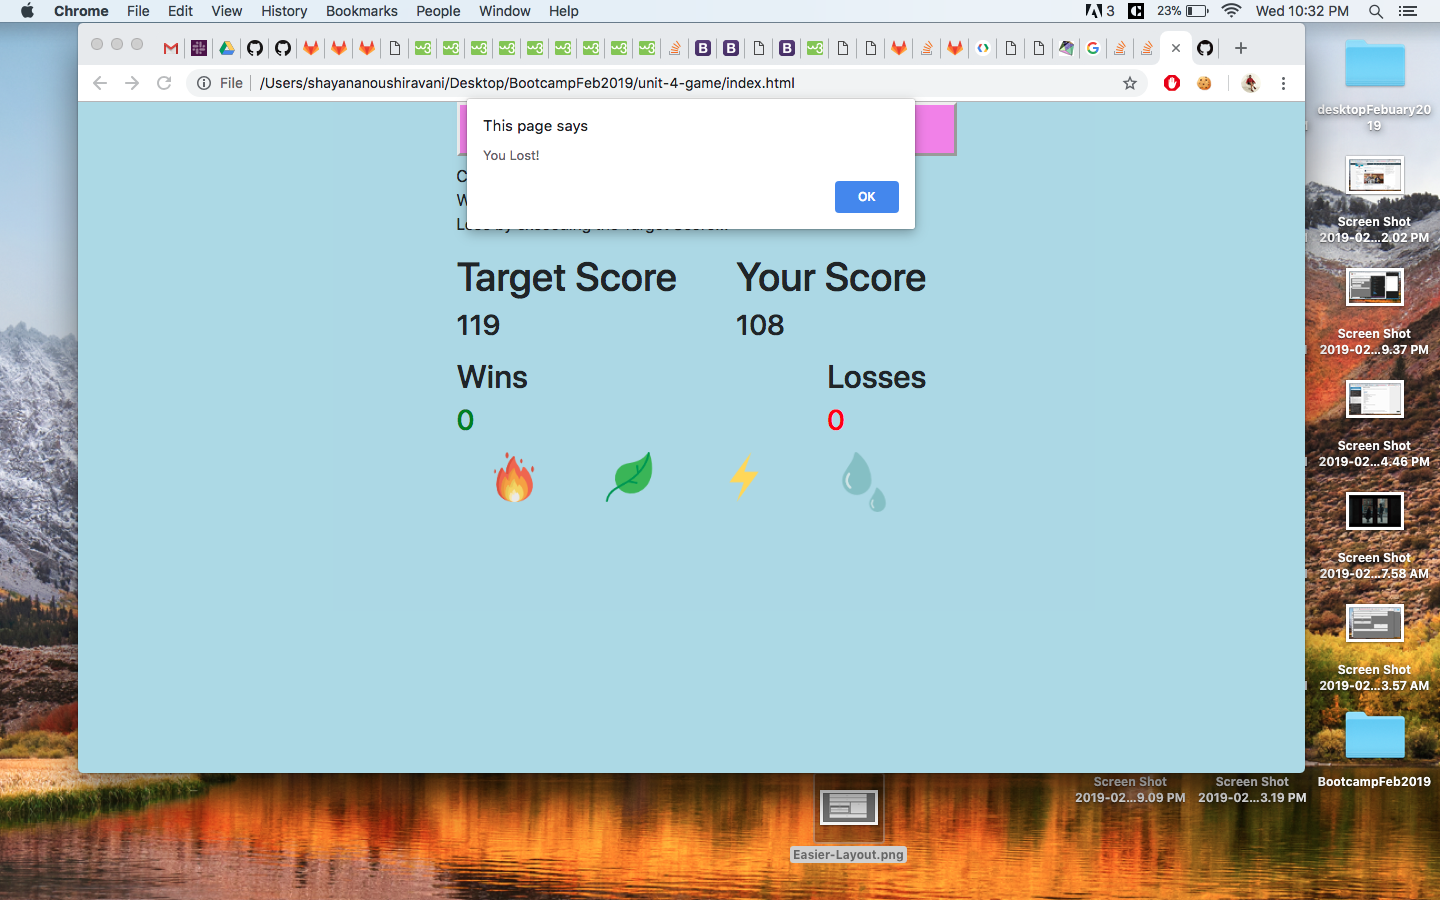 Chrome File Edit View History Bookmarks People Window Help 3 23% Wed 10:32 PM
File /Users/shayananoushiravani/Desktop/BootcampFeb2019/unit-4-game/index.html
This page says
You Lost!
OK
Target Score Your Score
119 108
Wins Losses
0 0
desktopFebuary20
19
Screen Shot
2019-02...2.02 PM
Screen Shot
2019-02...9.37 PM
Screen Shot
2019-02...4.46 PM
Screen Shot
2019-02...7.58 AM
Screen Shot
2019-02...3.57 AM
Screen Shot
2019-02...9.09 PM
Screen Shot
2019-02...3.19 PM
BootcampFeb2019
Easier-Layout.png